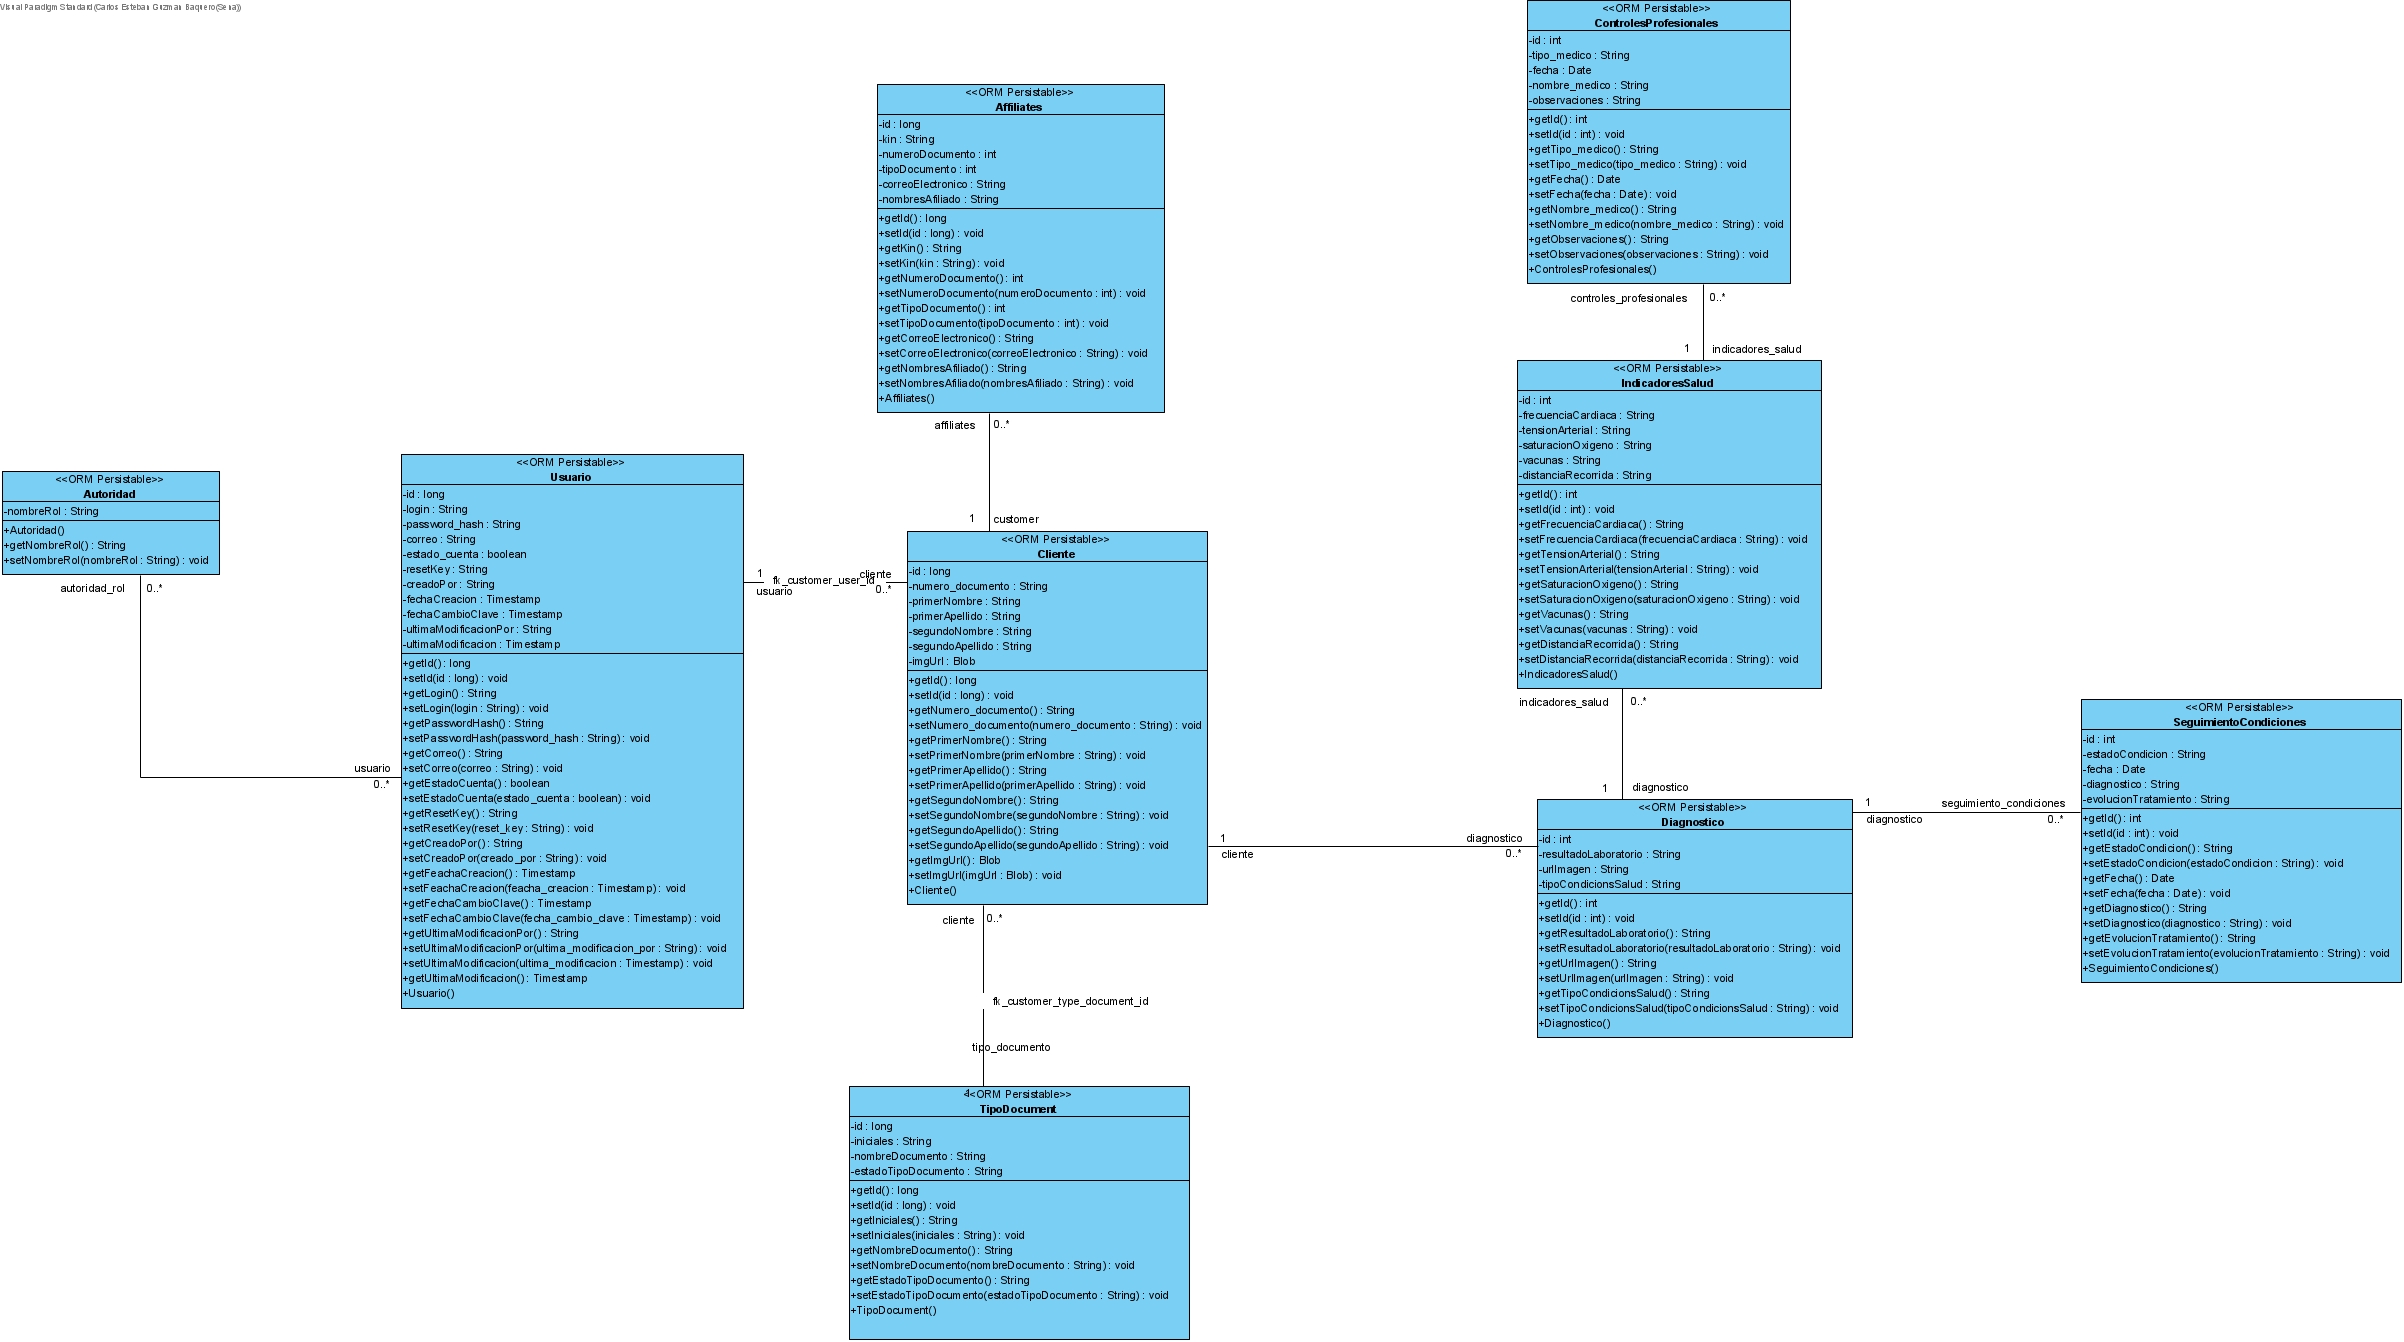 Visual Paradigm Standard(Carlos Esteban Guzman Baquero(Sena))
<<ORM Persistable>>
ControlesProfesionales
-id : int
-tipo_medico : String
-fecha : Date
-nombre_medico : String
-observaciones : String
+getId() : int
+setId(id : int) : void
+getTipo_medico() : String
+setTipo_medico(tipo_medico : String) : void
+getFecha() : Date
+setFecha(fecha : Date) : void
+getNombre_medico() : String
+setNombre_medico(nombre_medico : String) : void
+getObservaciones() : String
+setObservaciones(observaciones : String) : void
+ControlesProfesionales()
controles_profesionales
0..*
1
indicadores_salud
<<ORM Persistable>>
Affiliates
-id : long
-kin : String
-numeroDocumento : int
-tipoDocumento : int
-correoElectronico : String
-nombresAfiliado : String
+getId() : long
+setId(id : long) : void
+getKin() : String
+setKin(kin : String) : void
+getNumeroDocumento() : int
+setNumeroDocumento(numeroDocumento : int) : void
+getTipoDocumento() : int
+setTipoDocumento(tipoDocumento : int) : void
+getCorreoElectronico() : String
+setCorreoElectronico(correoElectronico : String) : void
+getNombresAfiliado() : String
+setNombresAfiliado(nombresAfiliado : String) : void
+Affiliates()
affiliates
0..*
1
customer
<<ORM Persistable>>
IndicadoresSalud
-id : int
-frecuenciaCardiaca : String
-tensionArterial : String
-saturacionOxigeno : String
-vacunas : String
-distanciaRecorrida : String
+getId() : int
+setId(id : int) : void
+getFrecuenciaCardiaca() : String
+setFrecuenciaCardiaca(frecuenciaCardiaca : String) : void
+getTensionArterial() : String
+setTensionArterial(tensionArterial : String) : void
+getSaturacionOxigeno() : String
+setSaturacionOxigeno(saturacionOxigeno : String) : void
+getVacunas() : String
+setVacunas(vacunas : String) : void
+getDistanciaRecorrida() : String
+setDistanciaRecorrida(distanciaRecorrida : String) : void
+IndicadoresSalud()
indicadores_salud
0..*
1
diagnostico
<<ORM Persistable>>
Autoridad
-nombreRol : String
+Autoridad()
+getNombreRol() : String
+setNombreRol(nombreRol : String) : void
autoridad_rol
0..*
usuario
0..*
<<ORM Persistable>>
Usuario
-id : long
-login : String
-password_hash : String
-correo : String
-estado_cuenta : boolean
-resetKey : String
-creadoPor : String
-fechaCreacion : Timestamp
-fechaCambioClave : Timestamp
-ultimaModificacionPor : String
-ultimaModificacion : Timestamp
+getId() : long
+setId(id : long) : void
+getLogin() : String
+setLogin(login : String) : void
+getPasswordHash() : String
+setPasswordHash(password_hash : String) : void
+getCorreo() : String
+setCorreo(correo : String) : void
+getEstadoCuenta() : boolean
+setEstadoCuenta(estado_cuenta : boolean) : void
+getResetKey() : String
+setResetKey(reset_key : String) : void
+getCreadoPor() : String
+setCreadoPor(creado_por : String) : void
+getFeachaCreacion() : Timestamp
+setFeachaCreacion(feacha_creacion : Timestamp) : void
+getFechaCambioClave() : Timestamp
+setFechaCambioClave(fecha_cambio_clave : Timestamp) : void
+getUltimaModificacionPor() : String
+setUltimaModificacionPor(ultima_modificacion_por : String) : void
+setUltimaModificacion(ultima_modificacion : Timestamp) : void
+getUltimaModificacion() : Timestamp
+Usuario()
1
usuario
fk_customer_user_id
cliente
0..*
<<ORM Persistable>>
Cliente
-id : long
-numero_documento : String
-primerNombre : String
-primerApellido : String
-segundoNombre : String
-segundoApellido : String
-imgUrl : Blob
+getId() : long
+setId(id : long) : void
+getNumero_documento() : String
+setNumero_documento(numero_documento : String) : void
+getPrimerNombre() : String
+setPrimerNombre(primerNombre : String) : void
+getPrimerApellido() : String
+setPrimerApellido(primerApellido : String) : void
+getSegundoNombre() : String
+setSegundoNombre(segundoNombre : String) : void
+getSegundoApellido() : String
+setSegundoApellido(segundoApellido : String) : void
+getImgUrl() : Blob
+setImgUrl(imgUrl : Blob) : void
+Cliente()
1
cliente
diagnostico
0..*
<<ORM Persistable>>
Diagnostico
-id : int
-resultadoLaboratorio : String
-urlImagen : String
-tipoCondicionsSalud : String
+getId() : int
+setId(id : int) : void
+getResultadoLaboratorio() : String
+setResultadoLaboratorio(resultadoLaboratorio : String) : void
+getUrlImagen() : String
+setUrlImagen(urlImagen : String) : void
+getTipoCondicionsSalud() : String
+setTipoCondicionsSalud(tipoCondicionsSalud : String) : void
+Diagnostico()
1
diagnostico
seguimiento_condiciones
0..*
<<ORM Persistable>>
SeguimientoCondiciones
-id : int
-estadoCondicion : String
-fecha : Date
-diagnostico : String
-evolucionTratamiento : String
+getId() : int
+setId(id : int) : void
+getEstadoCondicion() : String
+setEstadoCondicion(estadoCondicion : String) : void
+getFecha() : Date
+setFecha(fecha : Date) : void
+getDiagnostico() : String
+setDiagnostico(diagnostico : String) : void
+getEvolucionTratamiento() : String
+setEvolucionTratamiento(evolucionTratamiento : String) : void
+SeguimientoCondiciones()
cliente
0..*
fk_customer_type_document_id
tipo_documento
1
<<ORM Persistable>>
TipoDocument
-id : long
-iniciales : String
-nombreDocumento : String
-estadoTipoDocumento : String
+getId() : long
+setId(id : long) : void
+getIniciales() : String
+setIniciales(iniciales : String) : void
+getNombreDocumento() : String
+setNombreDocumento(nombreDocumento : String) : void
+getEstadoTipoDocumento() : String
+setEstadoTipoDocumento(estadoTipoDocumento : String) : void
+TipoDocument()